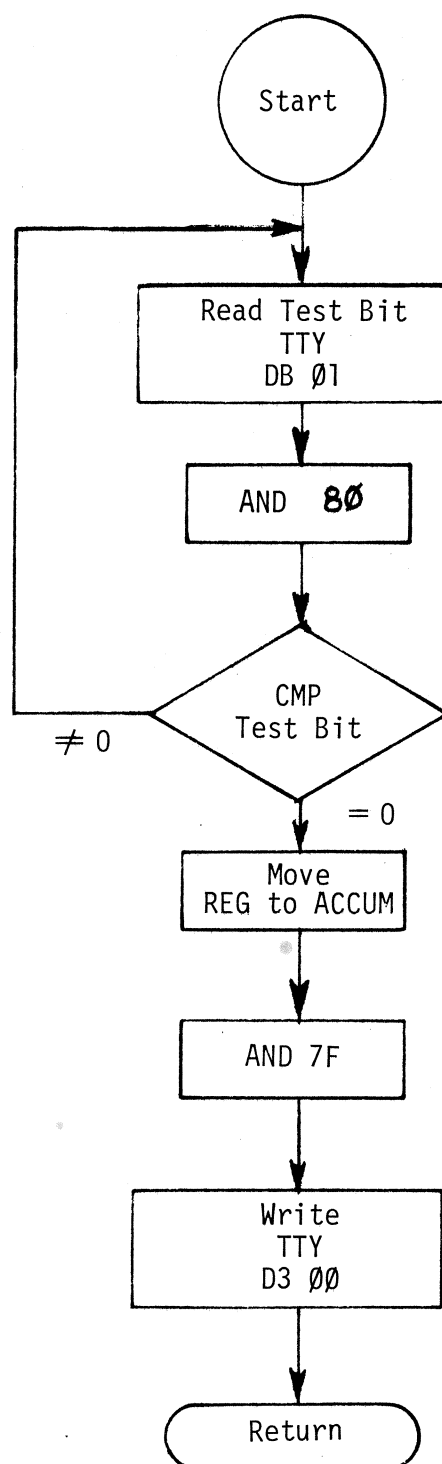 Start
Read Test Bit
TTY
DB Ø1
AND 8Ø
CMP
Test Bit
≠ 0
= 0
Move
REG to ACCUM
AND 7F
Write
TTY
D3 ØØ
Return